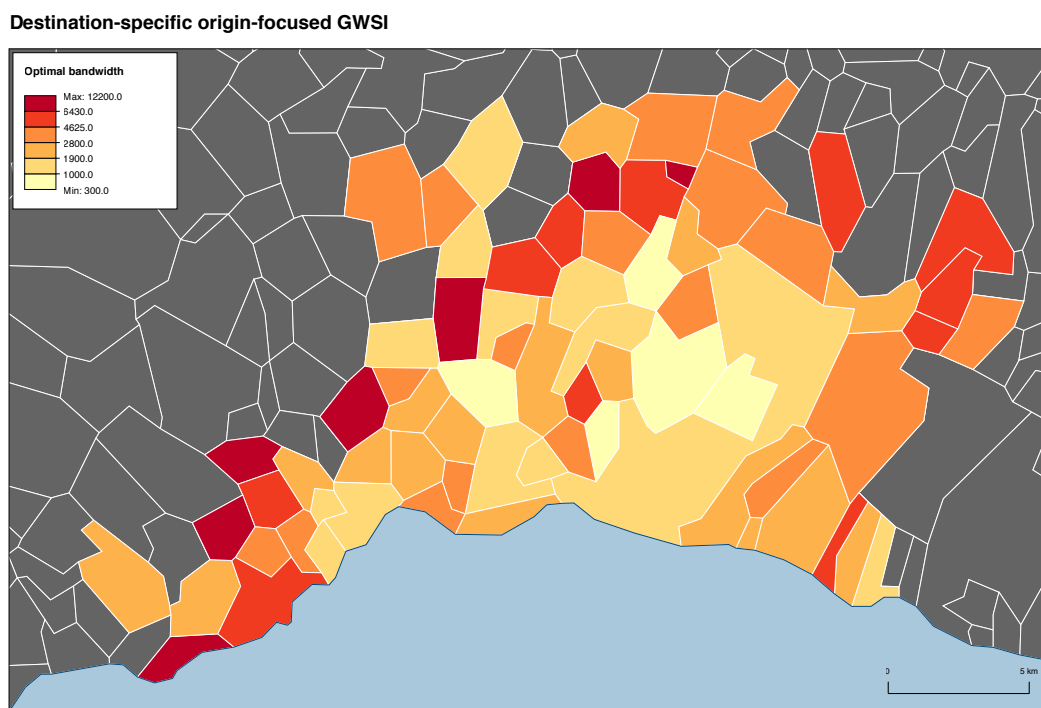 Destination-specific origin-focused GWSI
Optimal bandwidth
Max: 12200.0
6430.0
4625.0
2800.0
1900.0
1000.0
Min: 300.0
0
5 km